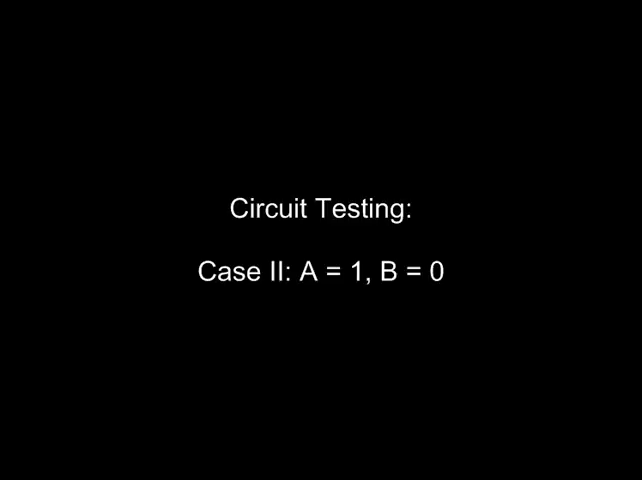 Circuit Testing:
Case II: A = 1, B = 0